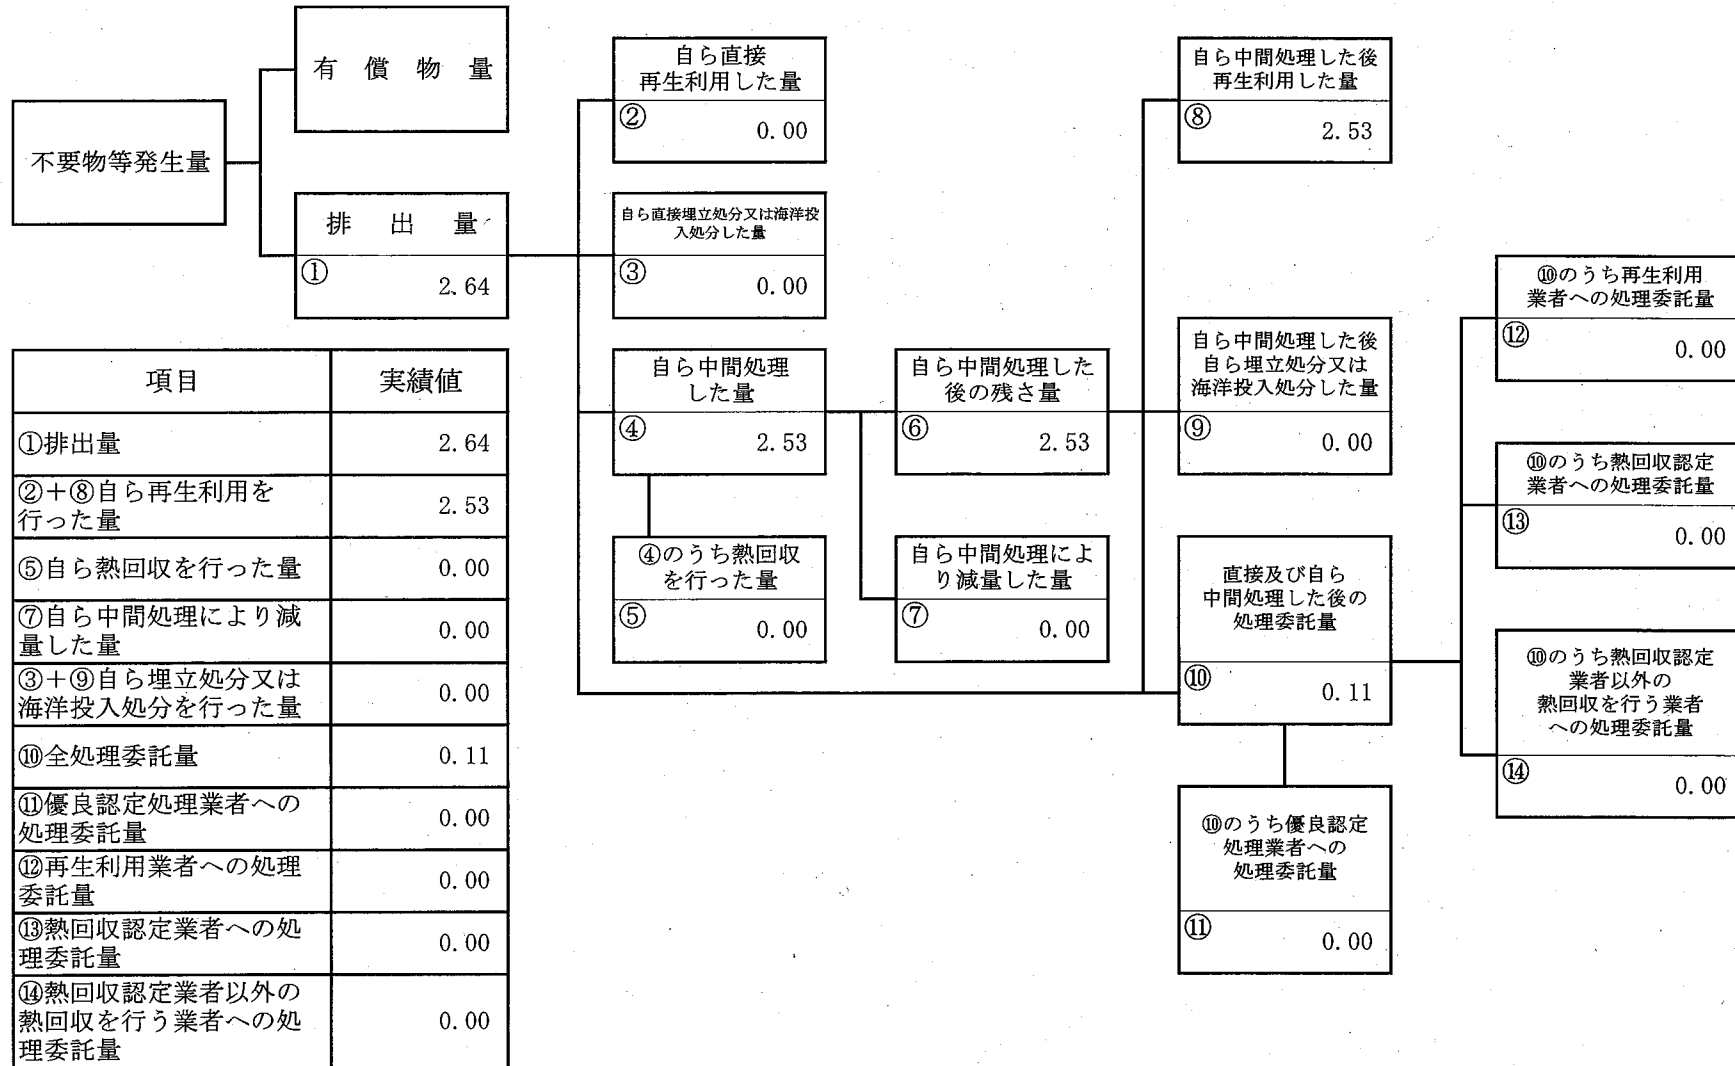 有償物量
不要物等発生量
排出量
①
2.64
自ら直接
再生利用した量
②
0.00
自ら直接埋立処分又は海洋投
入処分した量
③
0.00
自ら中間処理
した量
④
2.53
④のうち熱回収
を行った量
⑤
0.00
自ら中間処理した
後の残さ量
⑥
2.53
自ら中間処理によ
り減量した量
⑦
0.00
自ら中間処理した後
再生利用した量
⑧
2.53
自ら中間処理した後
自ら埋立処分又は
海洋投入処分した量
⑨
0.00
直接及び自ら
中間処理した後の
処理委託量
⑩
0.11
⑩のうち優良認定
処理業者への
処理委託量
⑪
0.00
⑩のうち再生利用
業者への処理委託量
⑫
0.00
⑩のうち熱回収認定
業者への処理委託量
⑬
0.00
⑩のうち熱回収認定
業者以外の
熱回収を行う業者
への処理委託量
⑭
0.00
項目 実績値
①排出量 2.64
②+⑧自ら再生利用を
行った量 2.53
⑤自ら熱回収を行った量 0.00
⑦自ら中間処理により減
量した量 0.00
③+⑨自ら埋立処分又は
海洋投入処分を行った量 0.00
⑩全処理委託量 0.11
⑪優良認定処理業者への
処理委託量 0.00
⑫再生利用業者への処理
委託量 0.00
⑬熱回収認定業者への処
理委託量 0.00
⑭熱回収認定業者以外の
熱回収を行う業者への処 0.00
理委託量